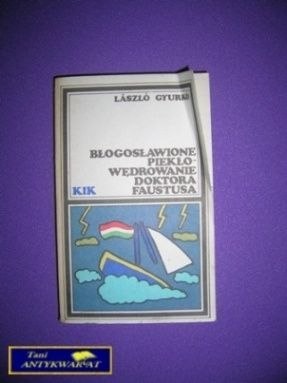 LÁSZLÓ GYURKÓ
BŁOGOSŁAWIONE
PIEKŁO-
WĘDROWANIE
DOKTORA
FAUSTUSA
KIK
Tani
ANTYKWARIAT